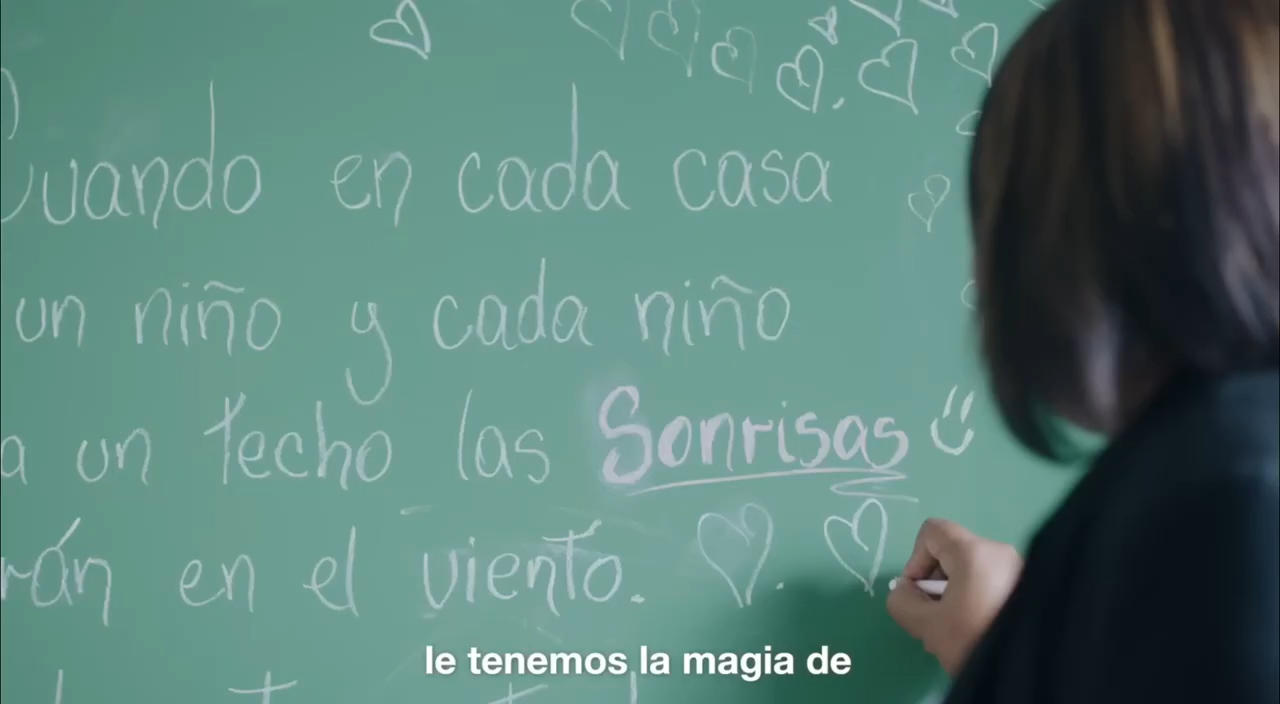 Cuando en cada casa
un niño y cada niño
a un techo las Sonrisas
rán en el viento.
le tenemos la magia de